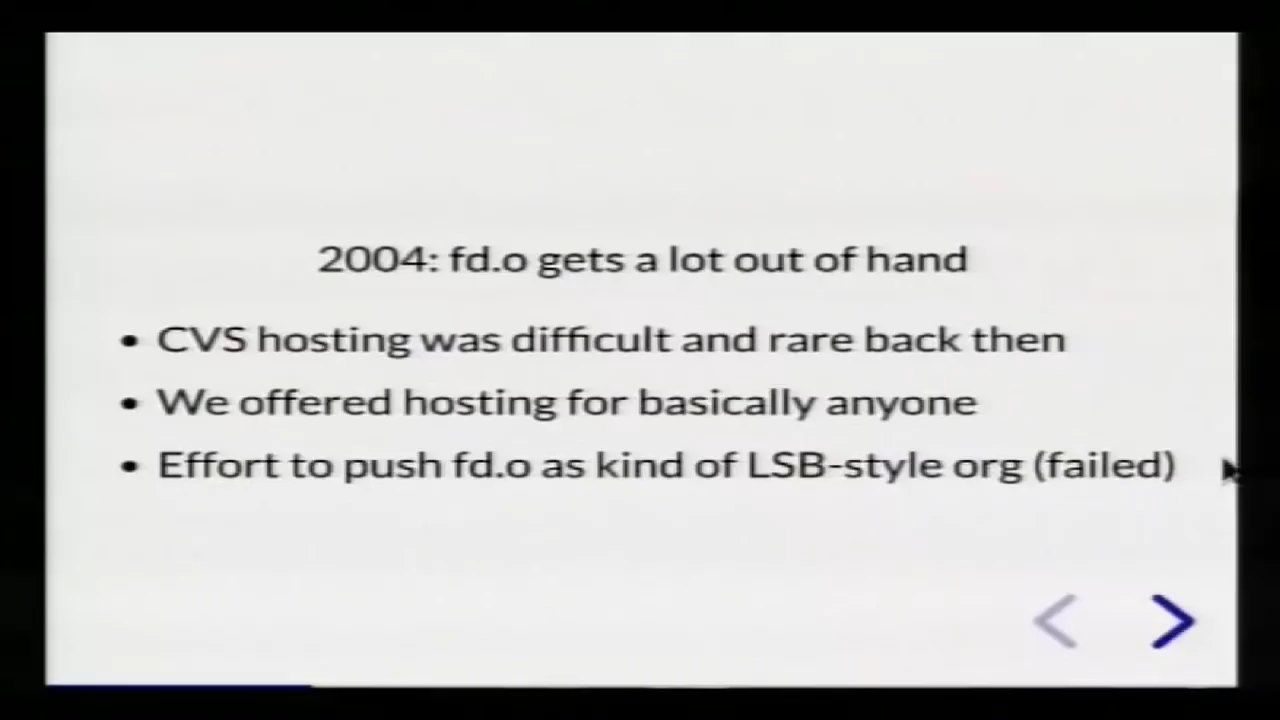 2004: fd.o gets a lot out of hand
• CVS hosting was difficult and rare back then
• We offered hosting for basically anyone
• Effort to push fd.o as kind of LSB-style org (failed)